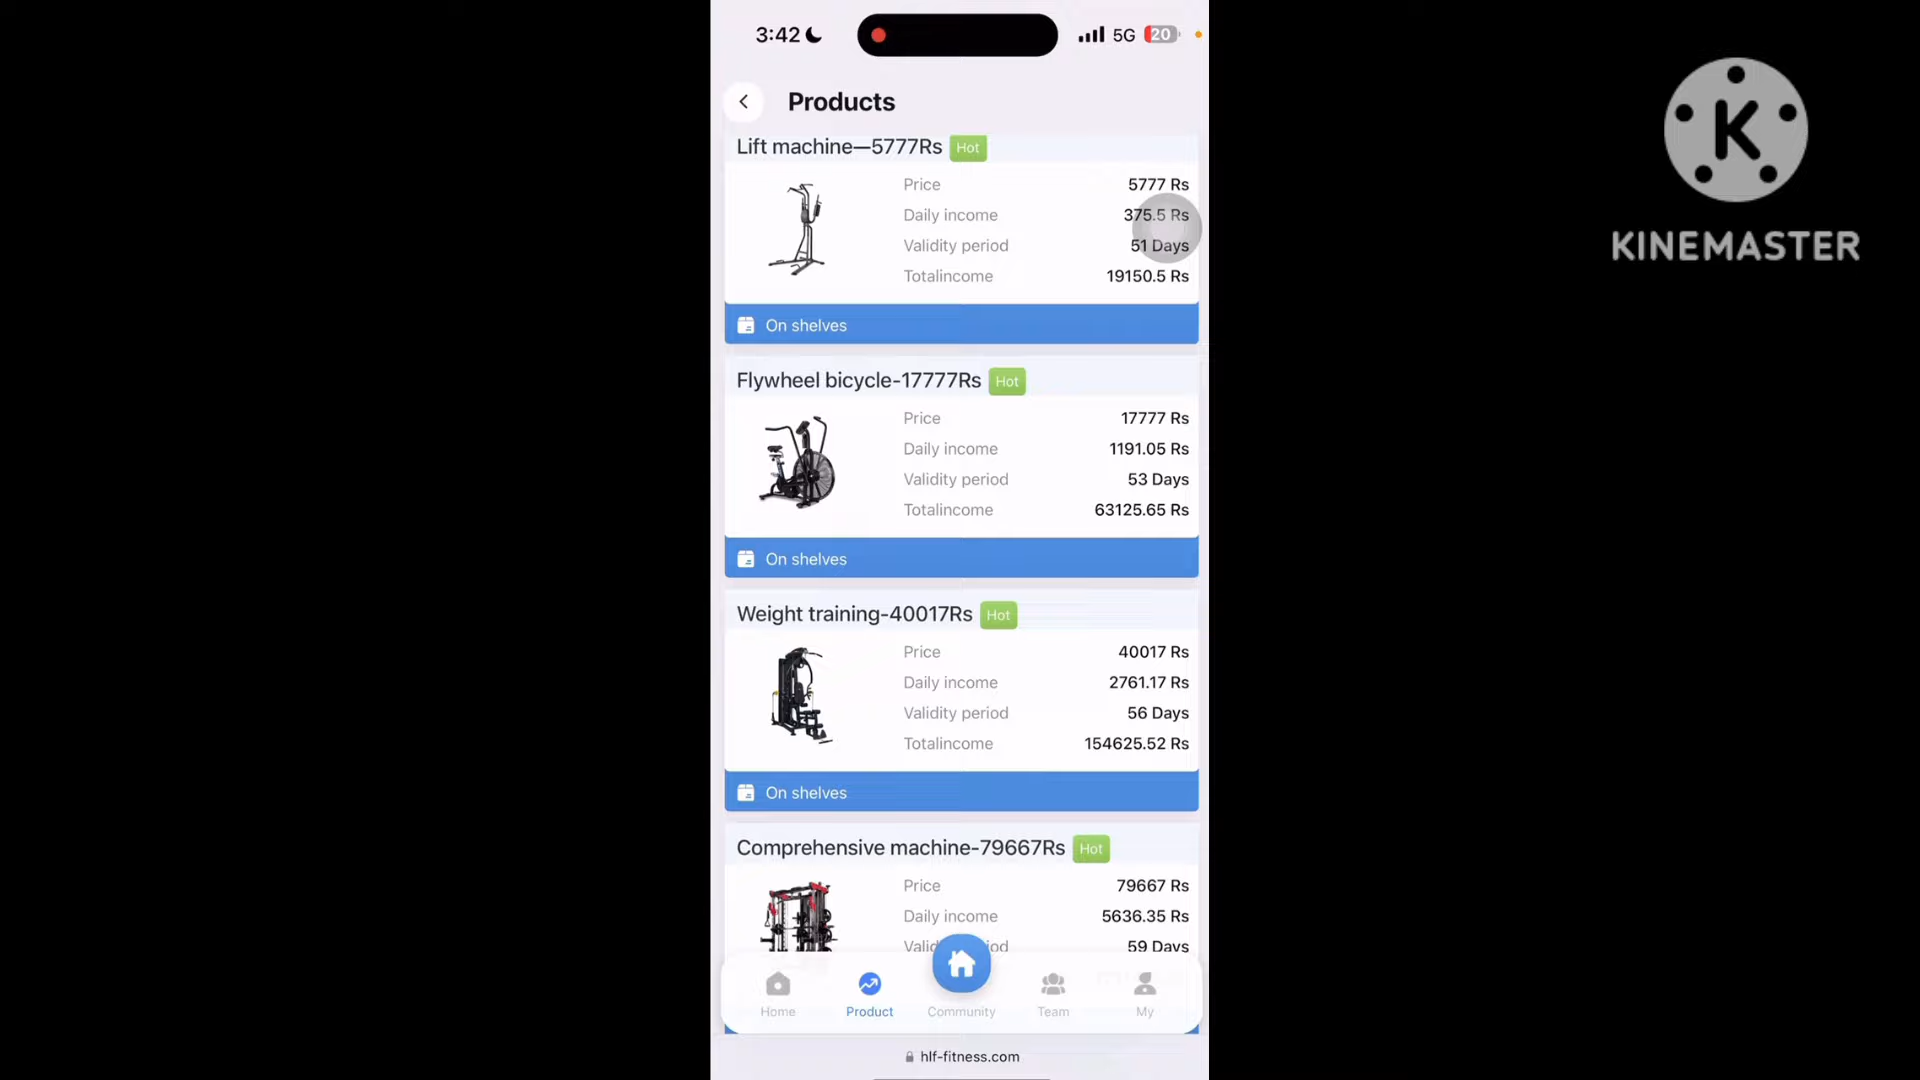 3:42
5G
20
Products
Lift machine—5777Rs Hot
Price 5777 Rs
Daily income 375.5 Rs
Validity period 51 Days
Totalincome 19150.5 Rs
On shelves
Flywheel bicycle-17777Rs Hot
Price 17777 Rs
Daily income 1191.05 Rs
Validity period 53 Days
Totalincome 63125.65 Rs
On shelves
Weight training-40017Rs Hot
Price 40017 Rs
Daily income 2761.17 Rs
Validity period 56 Days
Totalincome 154625.52 Rs
On shelves
Comprehensive machine-79667Rs Hot
Price 79667 Rs
Daily income 5636.35 Rs
59 Days
Home
Product
Community
Team
My
hlf-fitness.com
K
KINEMASTER